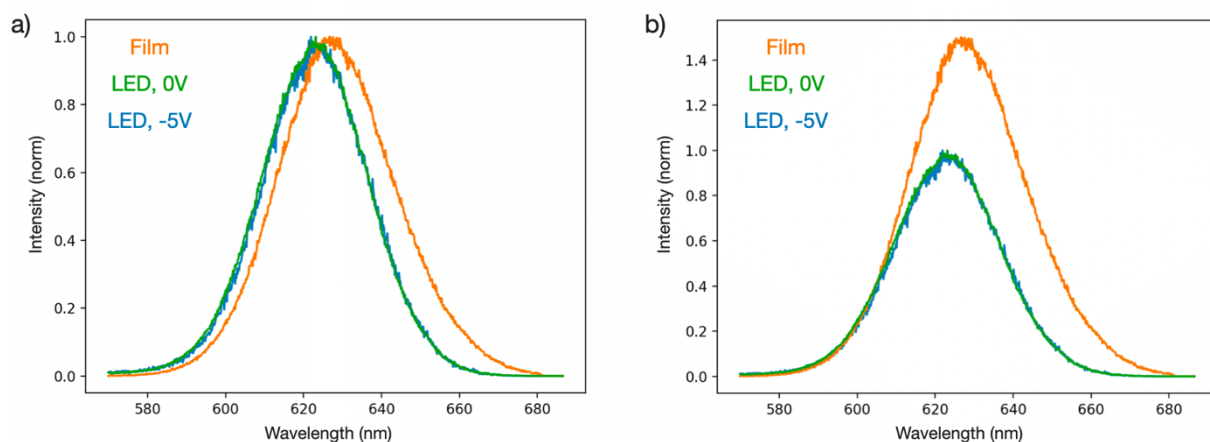 a)
Film
LED, 0V
LED, -5V
1.0
0.8
0.6
0.4
0.2
0.0
Intensity (norm)
580 600 620 640 660 680
Wavelength (nm)
b)
Film
LED, 0V
LED, -5V
1.4
1.2
1.0
0.8
0.6
0.4
0.2
0.0
Intensity (norm)
580 600 620 640 660 680
Wavelength (nm)